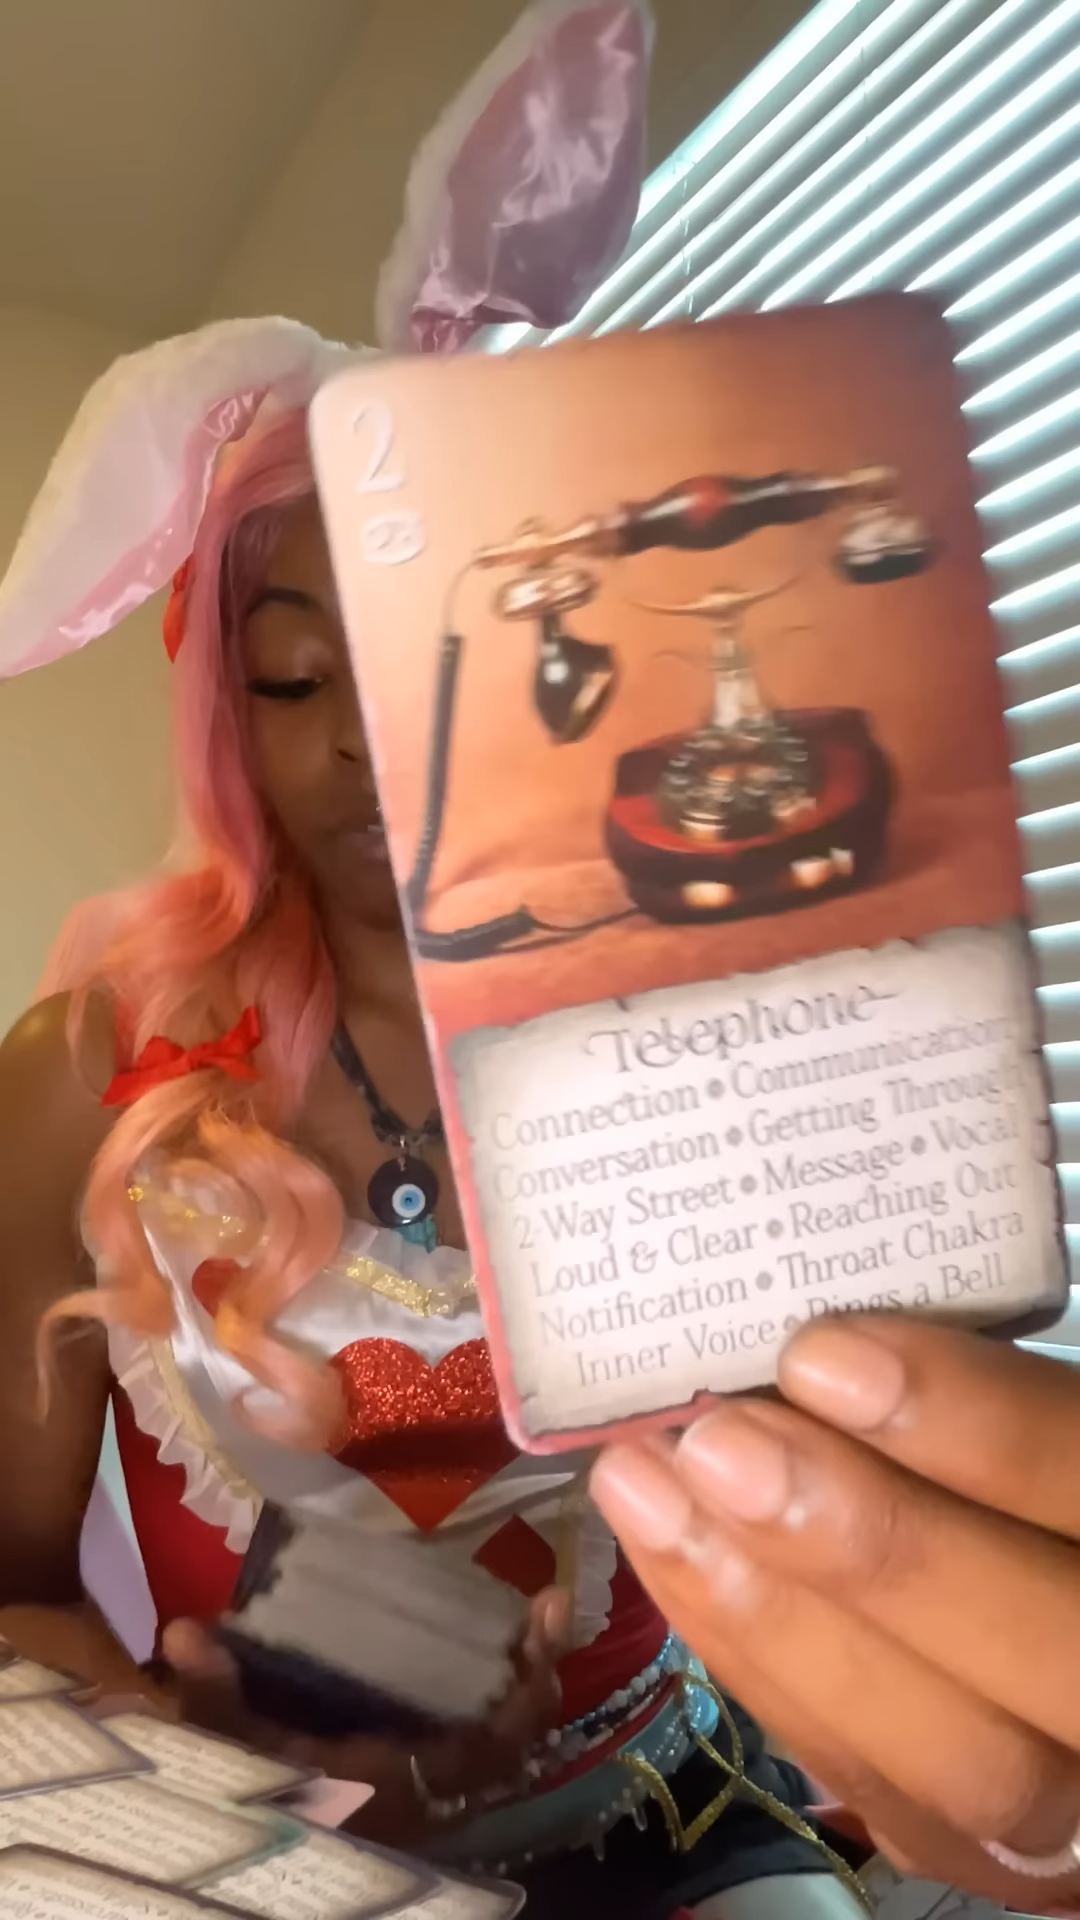 2
Telephone
Connection • Communication
Conversation • Getting Through
2-Way Street • Message • Vocal
Loud & Clear • Reaching Out
Notification • Throat Chakra
Inner Voice • Rings a Bell